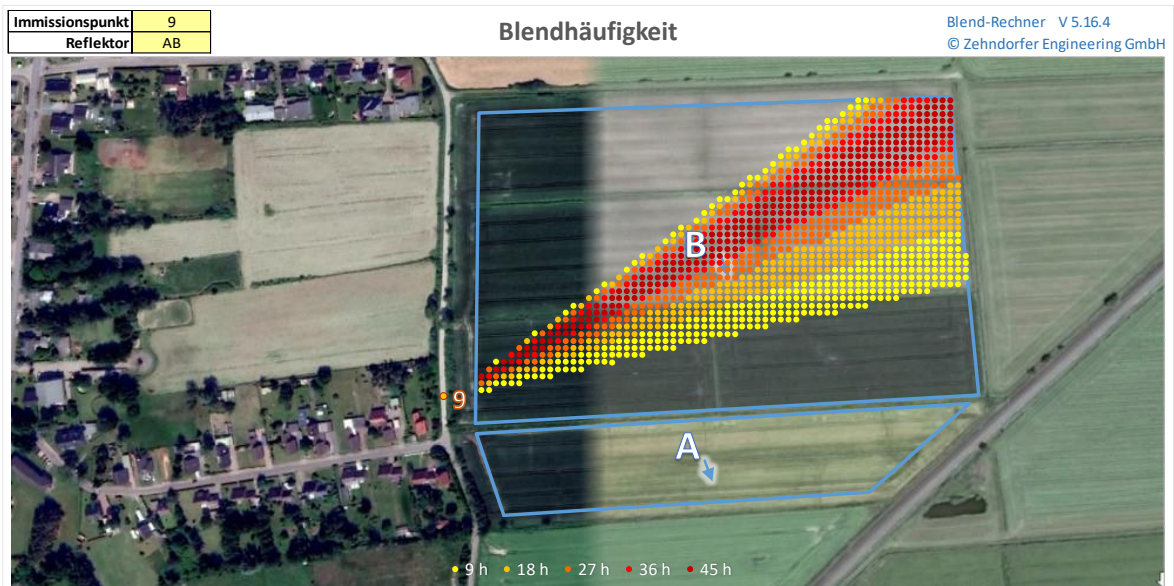 Immissionspunkt 9
Reflektor AB
Blendhäufigkeit
Blend-Rechner V 5.16.4
© Zehndorfer Engineering GmbH
B
9
A
9 h 18 h 27 h 36 h 45 h